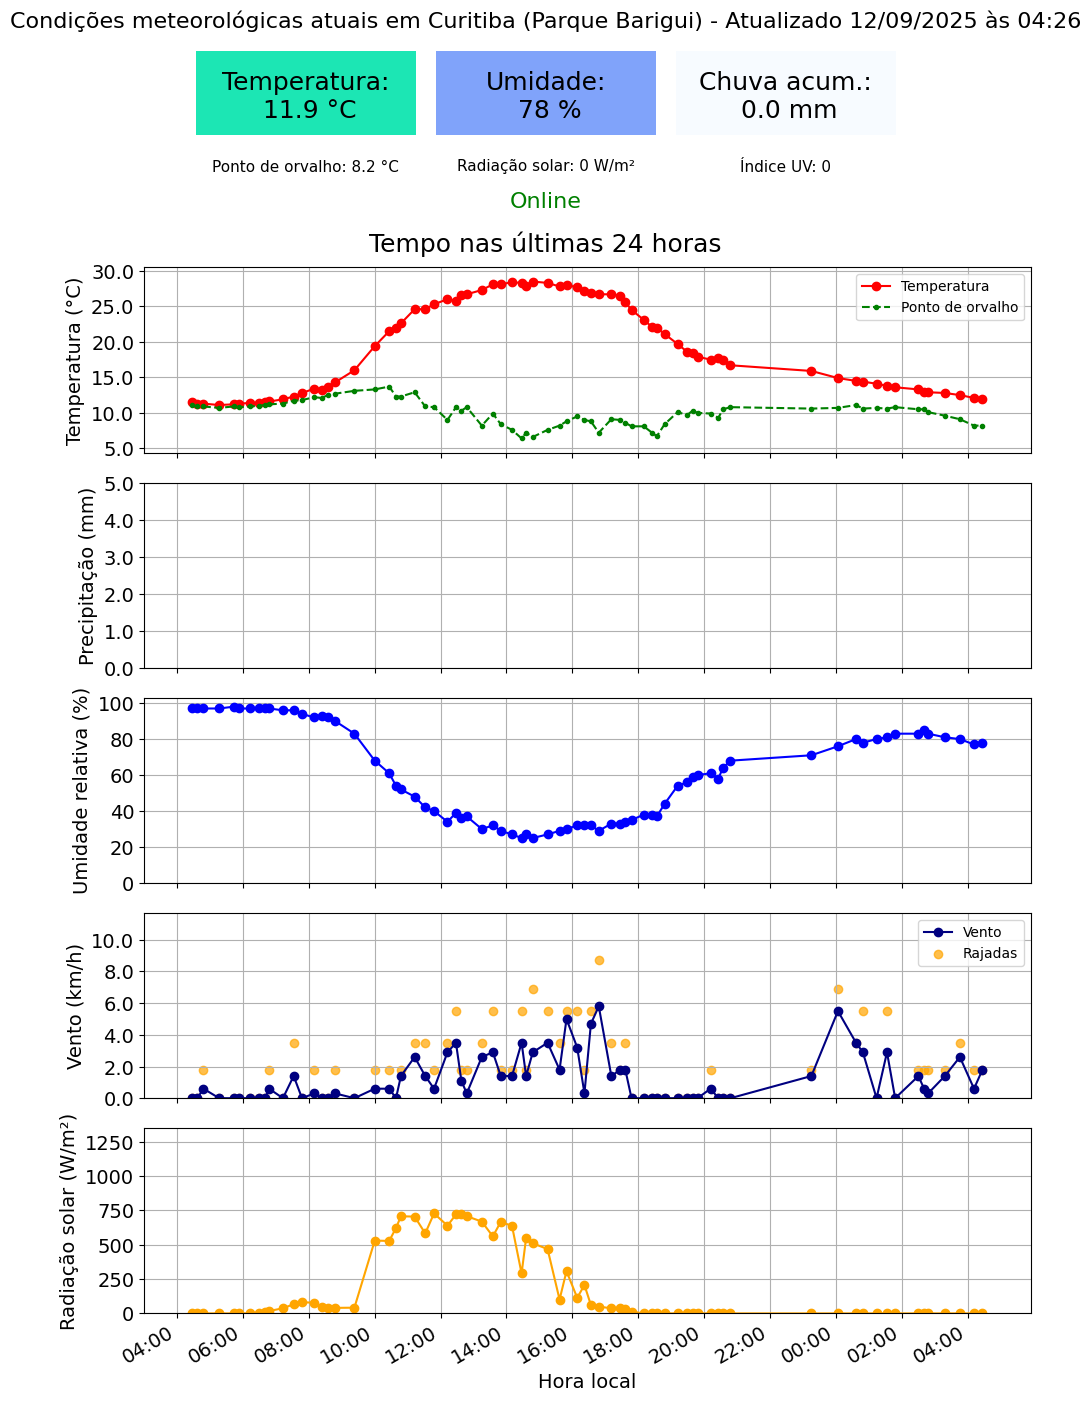 Condições meteorológicas atuais em Curitiba (Parque Barigui) - Atualizado 12/09/2025 às 04:26
Temperatura:
11.9 °C
Umidade:
78 %
Chuva acum.:
0.0 mm
Ponto de orvalho: 8.2 °C
Radiação solar: 0 W/m²
Índice UV: 0
Online
Tempo nas últimas 24 horas
Temperatura (°C)
30.0
25.0
20.0
15.0
10.0
5.0
Temperatura
Ponto de orvalho
Precipitação (mm)
5.0
4.0
3.0
2.0
1.0
0.0
Umidade relativa (%)
100
80
60
40
20
0
Vento (km/h)
10.0
8.0
6.0
4.0
2.0
0.0
Vento
Rajadas
Radiação solar (W/m²)
1250
1000
750
500
250
0
04:00
06:00
08:00
10:00
12:00
14:00
16:00
18:00
20:00
22:00
00:00
02:00
04:00
Hora local